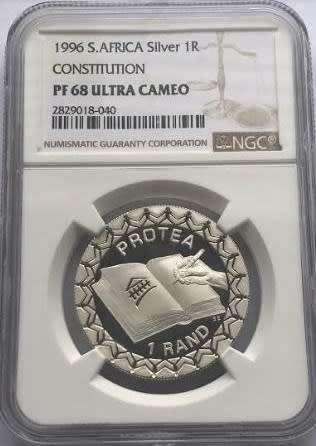 1996 S.AFRICA Silver 1R
CONSTITUTION
PF 68 ULTRA CAMEO
2829018-040
NUMISMATIC GUARANTY CORPORATION
NGC®
PROTEA
1 RAND